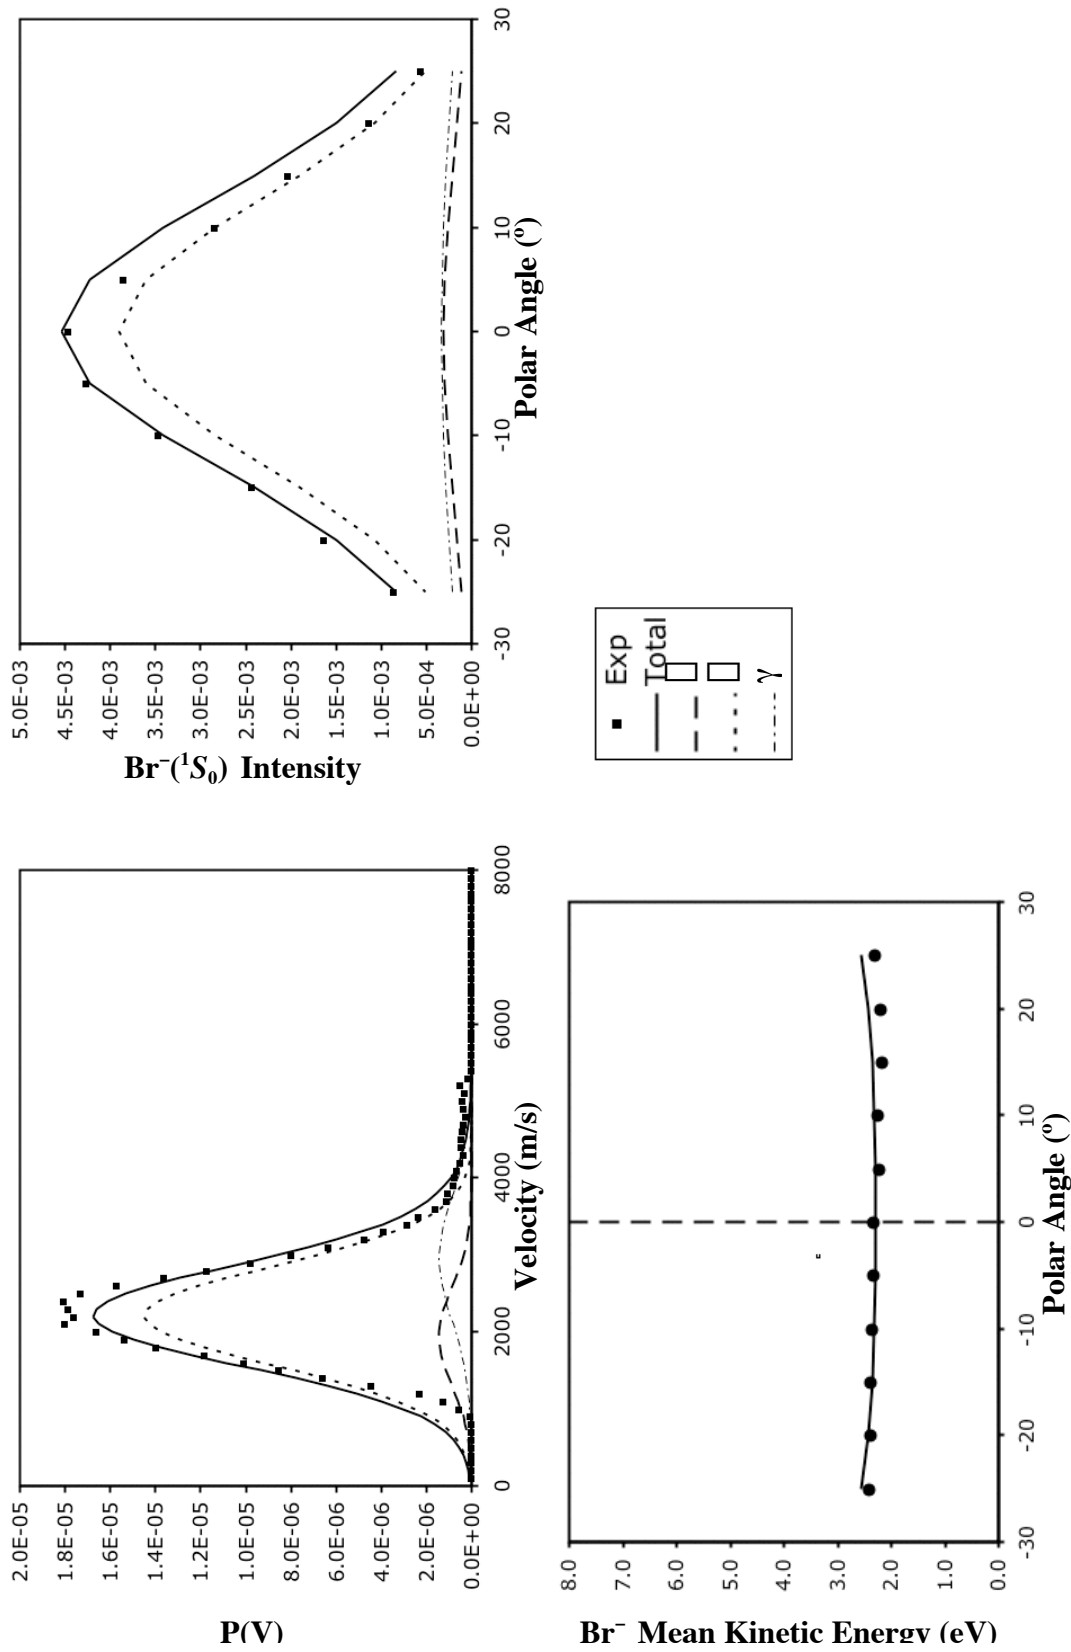 5.0E-03
4.5E-03
4.0E-03
3.5E-03
3.0E-03
2.5E-03
2.0E-03
1.5E-03
1.0E-03
5.0E-04
0.0E+00
-30
-20
-10
0
10
20
30
Br⁻(¹S₀) Intensity
Polar Angle (º)
Exp
Total
γ
2.0E-05
1.8E-05
1.6E-05
1.4E-05
1.2E-05
1.0E-05
8.0E-06
6.0E-06
4.0E-06
2.0E-06
0.0E+00
0
2000
4000
6000
8000
P(V)
Velocity (m/s)
8.0
7.0
6.0
5.0
4.0
3.0
2.0
1.0
0.0
-30
-20
-10
0
10
20
30
Br⁻ Mean Kinetic Energy (eV)
Polar Angle (º)